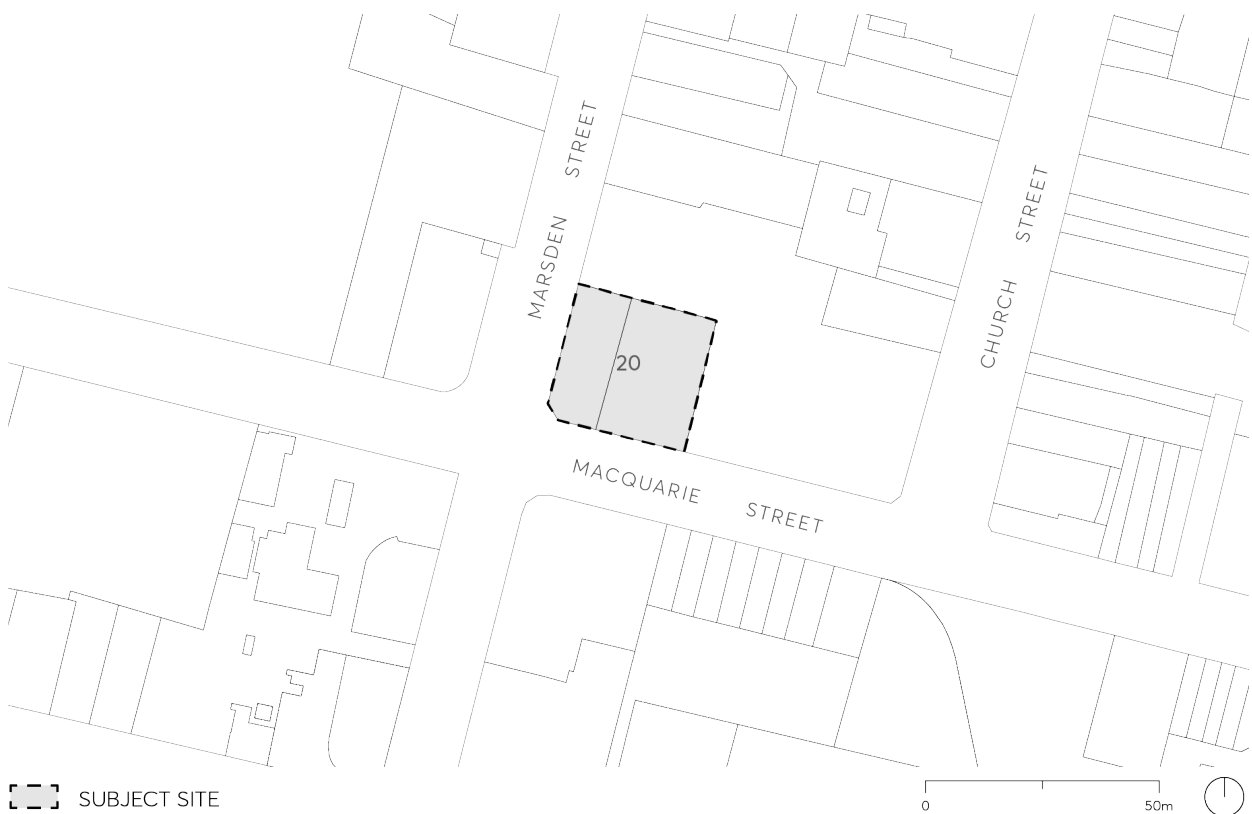 MARSDEN STREET
CHURCH STREET
20
MACQUARIE STREET
SUBJECT SITE
0
50m